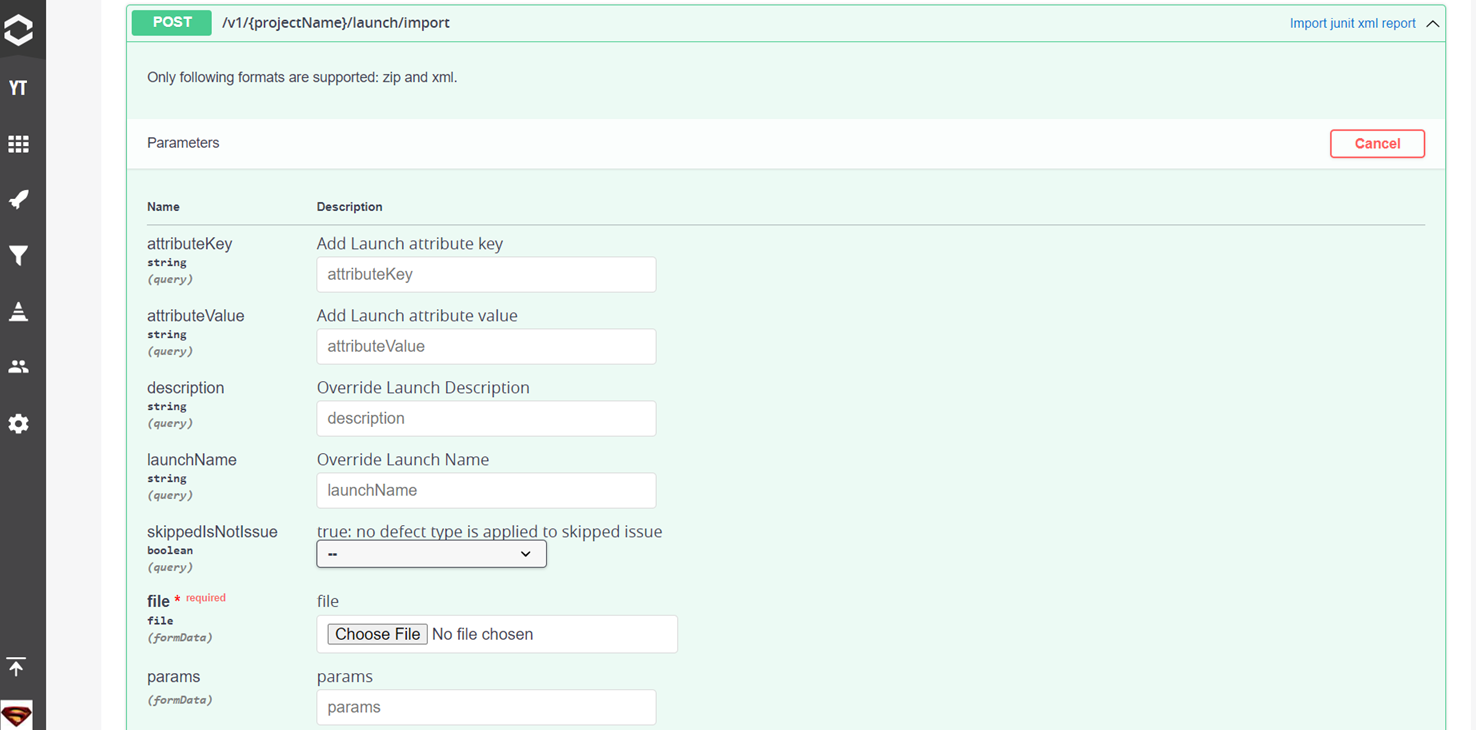 POST /v1/{projectName}/launch/import Import junit xml report
YT
Only following formats are supported: zip and xml.
Parameters Cancel
Name Description
attributeKey Add Launch attribute key
string
(query) attributeKey
attributeValue Add Launch attribute value
string
(query) attributeValue
description Override Launch Description
string
(query) description
launchName Override Launch Name
string
(query) launchName
skippedIsNotIssue true: no defect type is applied to skipped issue
boolean --
(query)
file * required file
file
(formData) Choose File No file chosen
params params
(formData) params